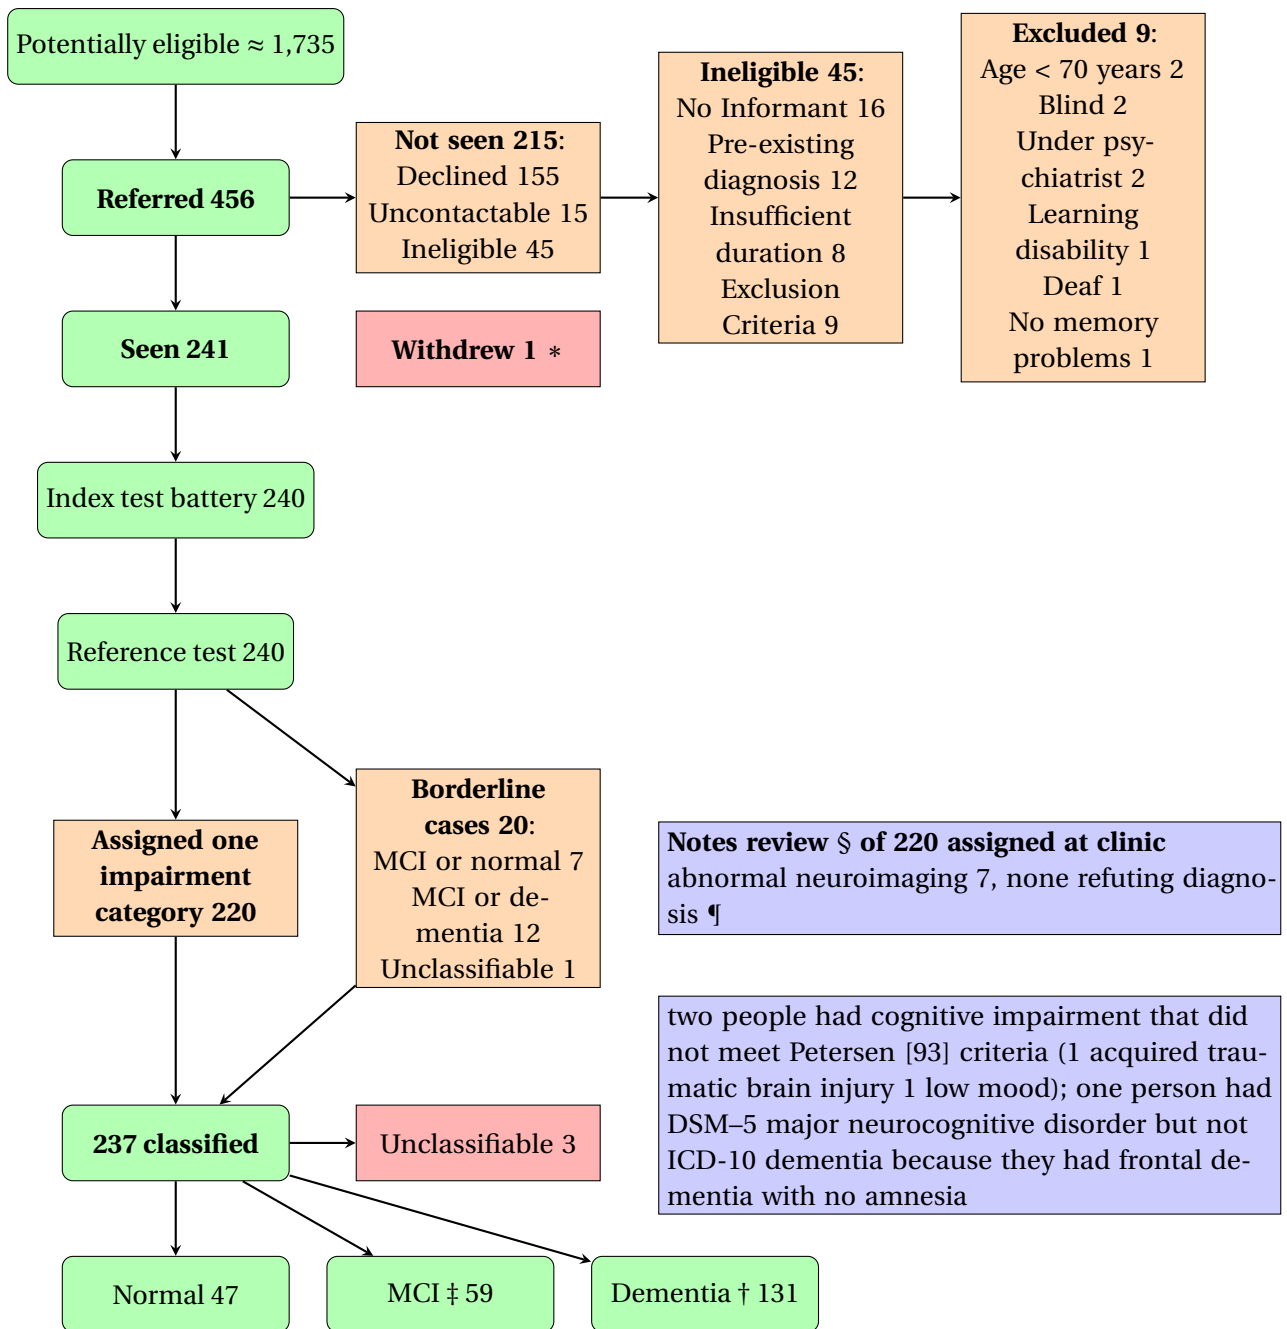 Potentially eligible ≈ 1,735
Referred 456
Not seen 215:
Declined 155
Uncontactable 15
Ineligible 45
Ineligible 45:
No Informant 16
Pre-existing
diagnosis 12
Insufficient
duration 8
Exclusion
Criteria 9
Excluded 9:
Age < 70 years 2
Blind 2
Under psy-
chiatrist 2
Learning
disability 1
Deaf 1
No memory
problems 1
Seen 241
Withdrew 1 *
Index test battery 240
Reference test 240
Assigned one
impairment
category 220
Borderline
cases 20:
MCI or normal 7
MCI or de-
mentia 12
Unclassifiable 1
Notes review § of 220 assigned at clinic
abnormal neuroimaging 7, none refuting diagno-
sis ¶
two people had cognitive impairment that did
not meet Petersen [93] criteria (1 acquired trau-
matic brain injury 1 low mood); one person had
DSM–5 major neurocognitive disorder but not
ICD-10 dementia because they had frontal de-
mentia with no amnesia
237 classified
Unclassifiable 3
Normal 47
MCI ‡ 59
Dementia † 131